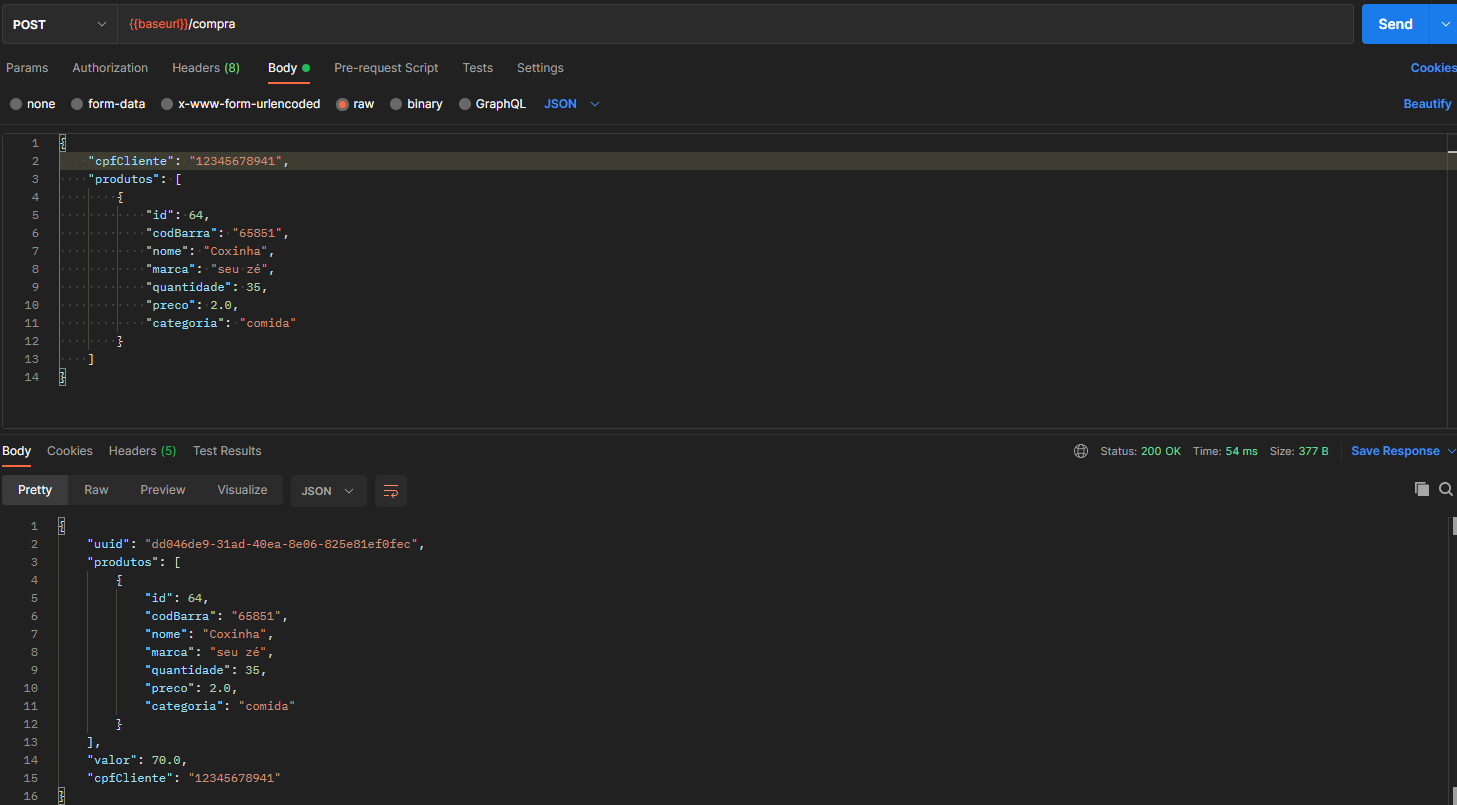 POST {{baseurl}}/compra Send
Params Authorization Headers (8) Body Pre-request Script Tests Settings Cookies
none form-data x-www-form-urlencoded raw binary GraphQL JSON Beautify
1 {
2 "cpfCliente": "12345678941",
3 "produtos": [
4 {
5 "id": 64,
6 "codBarra": "65851",
7 "nome": "Coxinha",
8 "marca": "seu zé",
9 "quantidade": 35,
10 "preco": 2.0,
11 "categoria": "comida"
12 }
13 ]
14 }
Body Cookies Headers (5) Test Results Status: 200 OK Time: 54 ms Size: 377 B Save Response
Pretty Raw Preview Visualize JSON
1 {
2 "uuid": "dd046de9-31ad-40ea-8e06-825e81ef0fec",
3 "produtos": [
4 {
5 "id": 64,
6 "codBarra": "65851",
7 "nome": "Coxinha",
8 "marca": "seu zé",
9 "quantidade": 35,
10 "preco": 2.0,
11 "categoria": "comida"
12 }
13 ],
14 "valor": 70.0,
15 "cpfCliente": "12345678941"
16 }